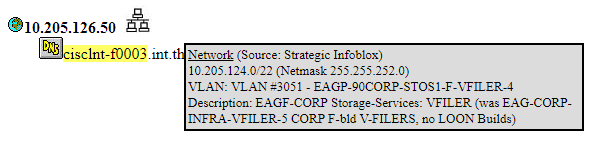 10.205.126.50
DNS cisclnt-f0003.int.th
Network (Source: Strategic Infoblox)
10.205.124.0/22 (Netmask 255.255.252.0)
VLAN: VLAN #3051 - EAGP-90CORP-STOS1-F-VFILER-4
Description: EAGF-CORP Storage-Services: VFILER (was EAG-CORP-
INFRA-VFILER-5 CORP F-bld V-FILERS, no LOON Builds)